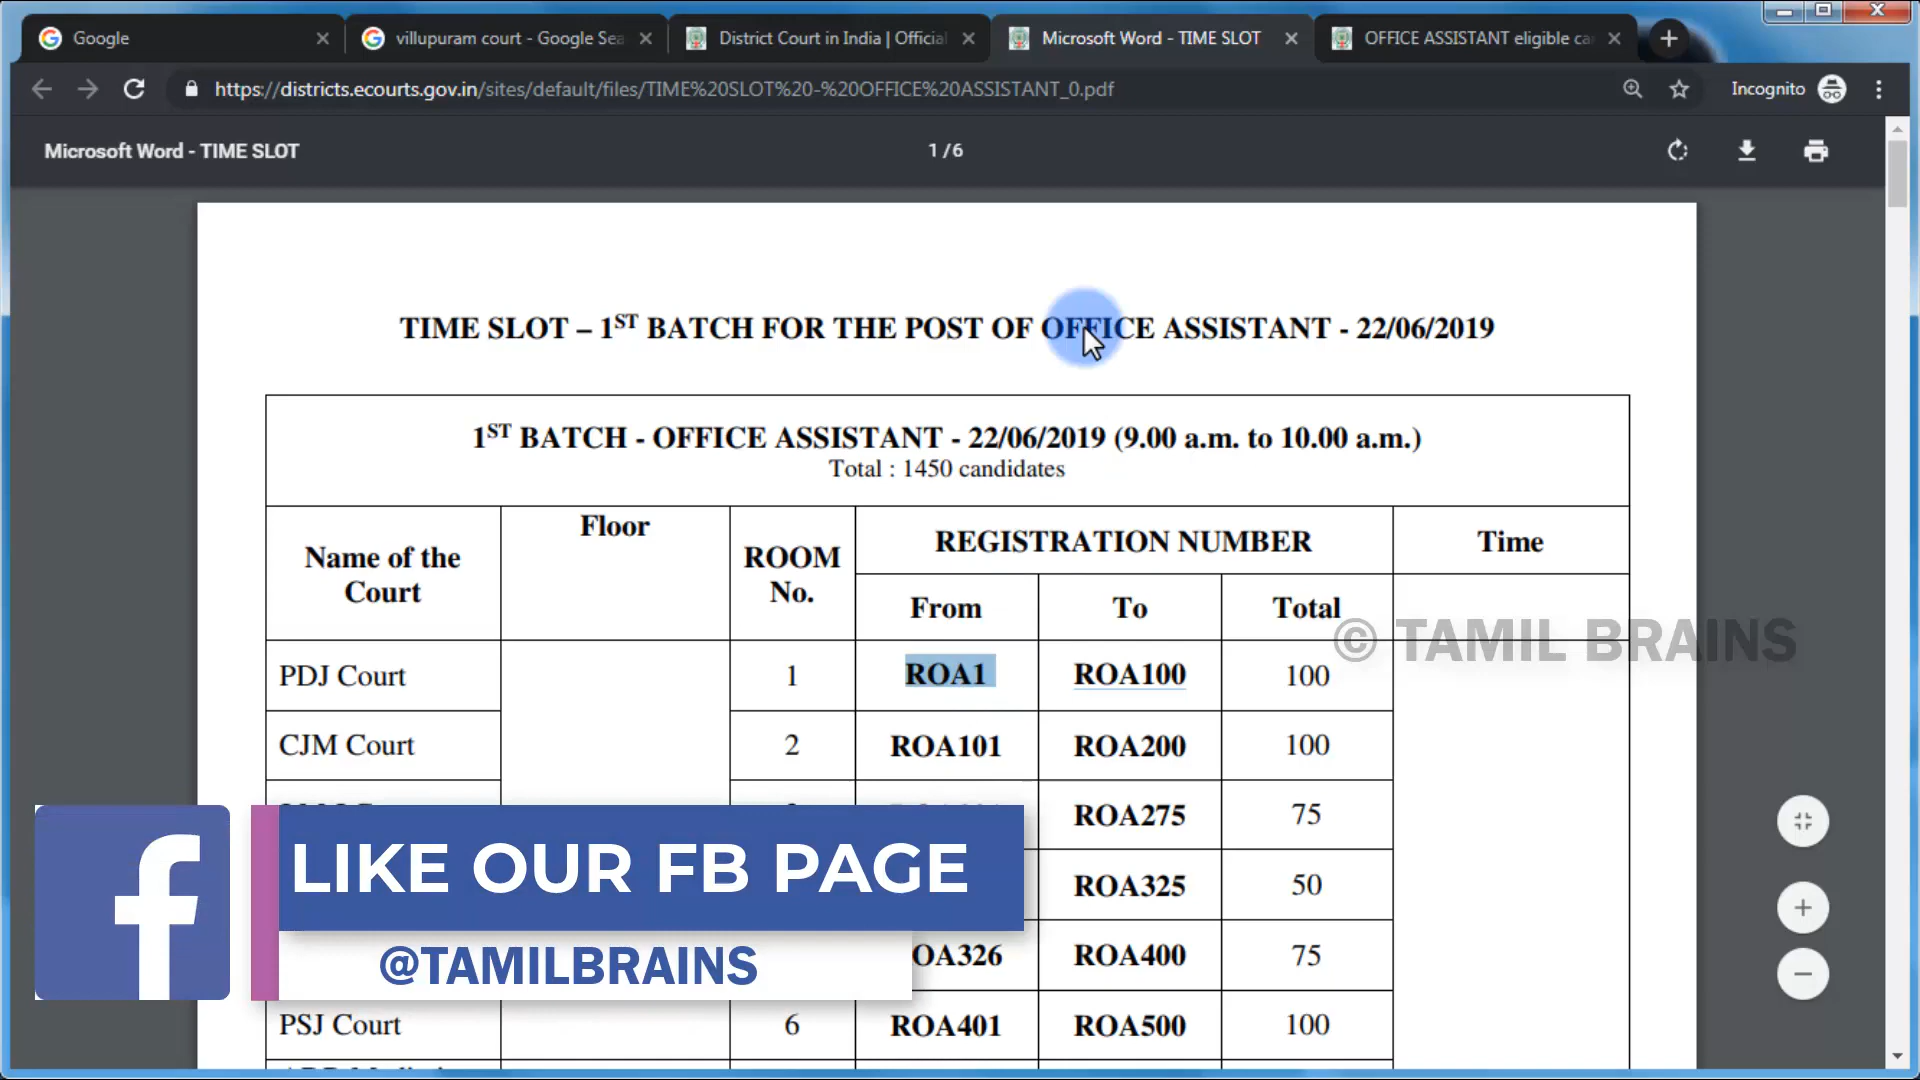 Google
villupuram court - Google Sea
District Court in India | Official
Microsoft Word - TIME SLOT
OFFICE ASSISTANT eligible ca
https://districts.ecourts.gov.in/sites/default/files/TIME%20SLOT%20-%20OFFICE%20ASSISTANT_0.pdf
Incognito
Microsoft Word - TIME SLOT
1 / 6
TIME SLOT – 1ST BATCH FOR THE POST OF OFFICE ASSISTANT - 22/06/2019
1ST BATCH - OFFICE ASSISTANT - 22/06/2019 (9.00 a.m. to 10.00 a.m.)
Total : 1450 candidates
Name of the Court
Floor
ROOM No.
REGISTRATION NUMBER
Time
From
To
Total
© TAMIL BRAINS
PDJ Court 1 ROA1 ROA100 100
CJM Court 2 ROA101 ROA200 100
ROA275 75
ROA325 50
OA326 ROA400 75
PSJ Court 6 ROA401 ROA500 100
LIKE OUR FB PAGE
@TAMILBRAINS